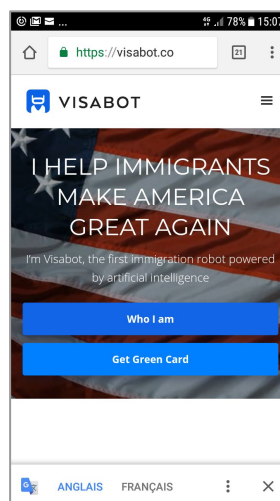 ... 4G 78% 15:07
https://visabot.co 21
VISABOT
I HELP IMMIGRANTS
MAKE AMERICA
GREAT AGAIN
I'm Visabot, the first immigration robot powered
by artificial intelligence
Who I am
Get Green Card
ANGLAIS FRANÇAIS